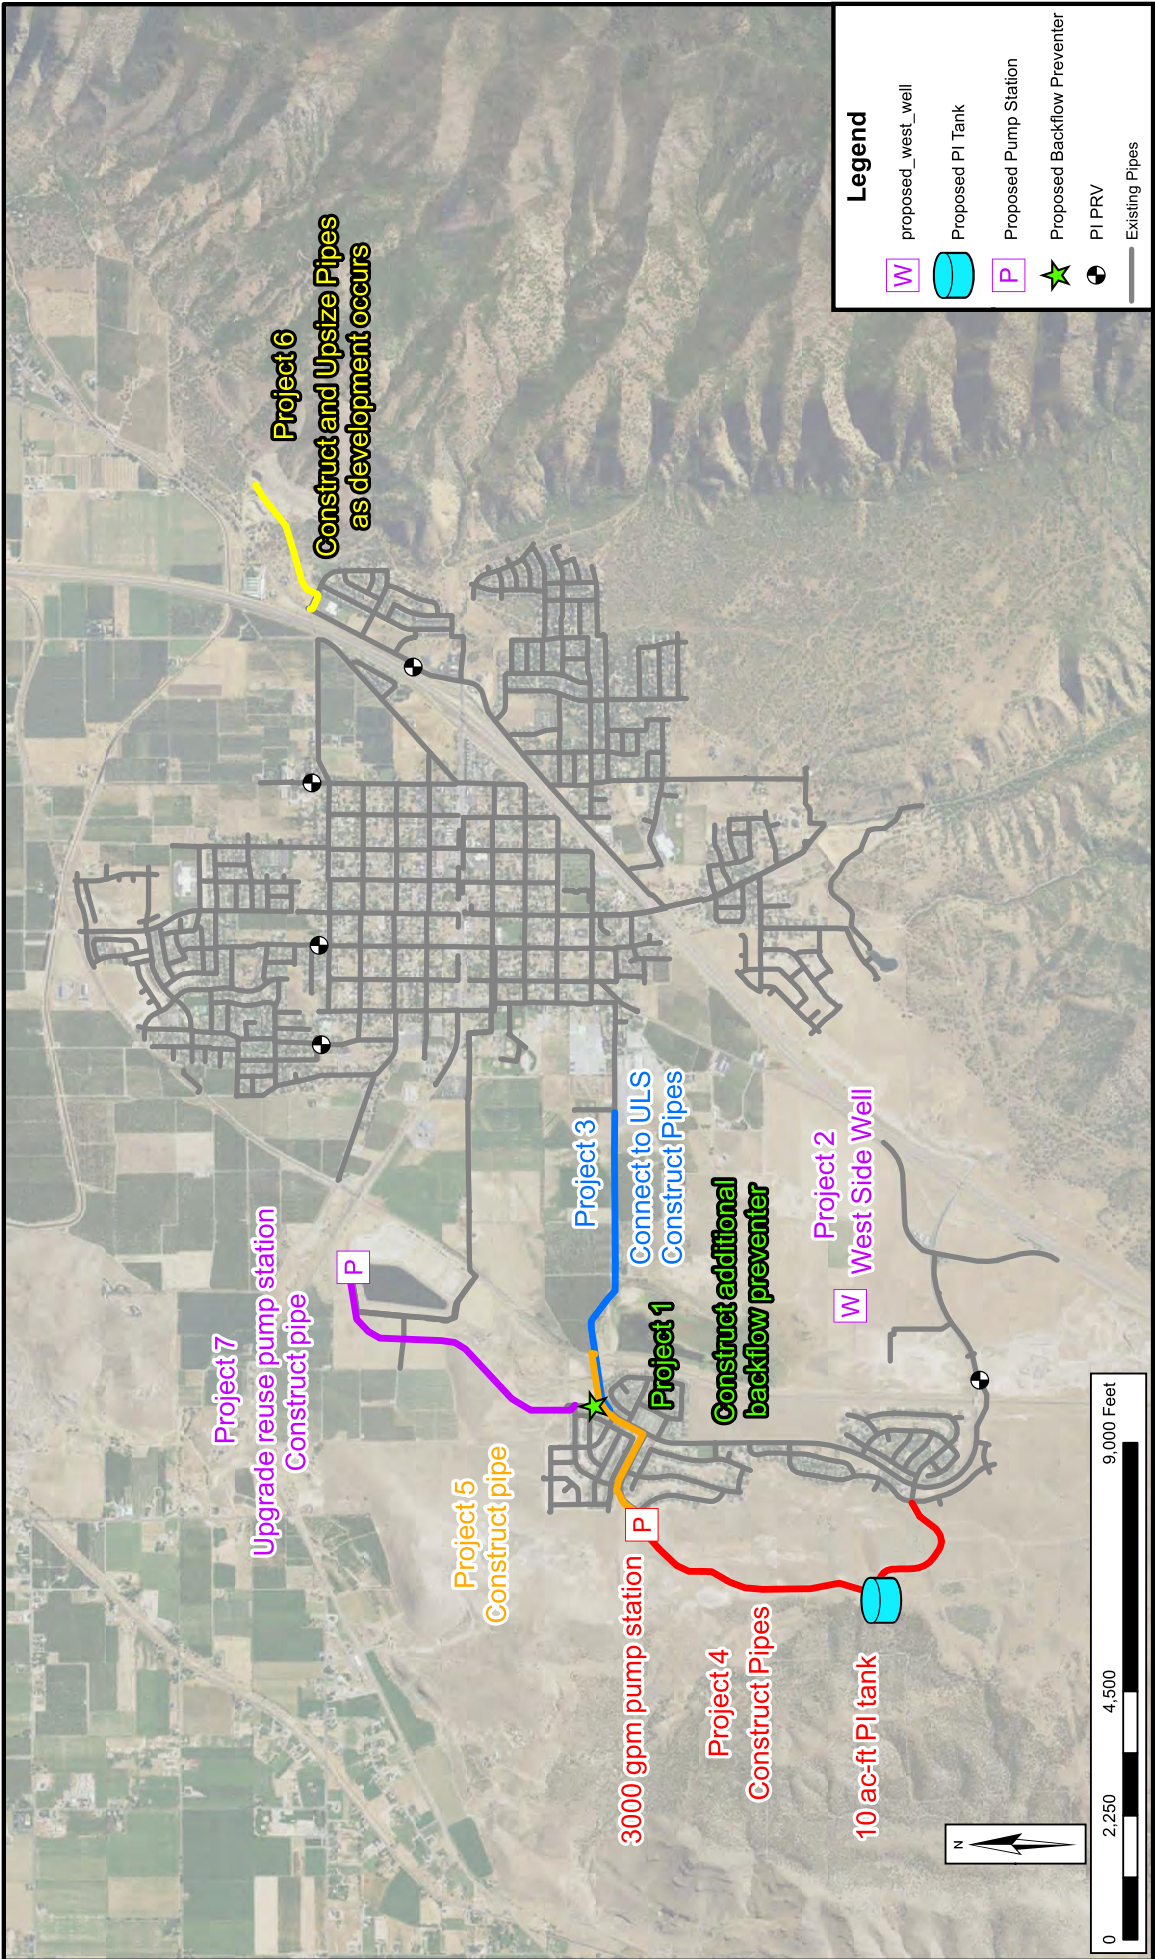 Project 7
Upgrade reuse pump station
Construct pipe
P
Project 6
Construct and Upsize Pipes
as development occurs
Project 5
Construct pipe
Project 3
Connect to ULS
Construct Pipes
Project 1
Construct additional
backflow preventer
P
3000 gpm pump station
Project 4
Construct Pipes
10 ac-ft PI tank
Project 2
West Side Well
W
N
0
2,250
4,500
9,000 Feet
Legend
W
proposed_west_well
Proposed PI Tank
P
Proposed Pump Station
Proposed Backflow Preventer
PI PRV
Existing Pipes